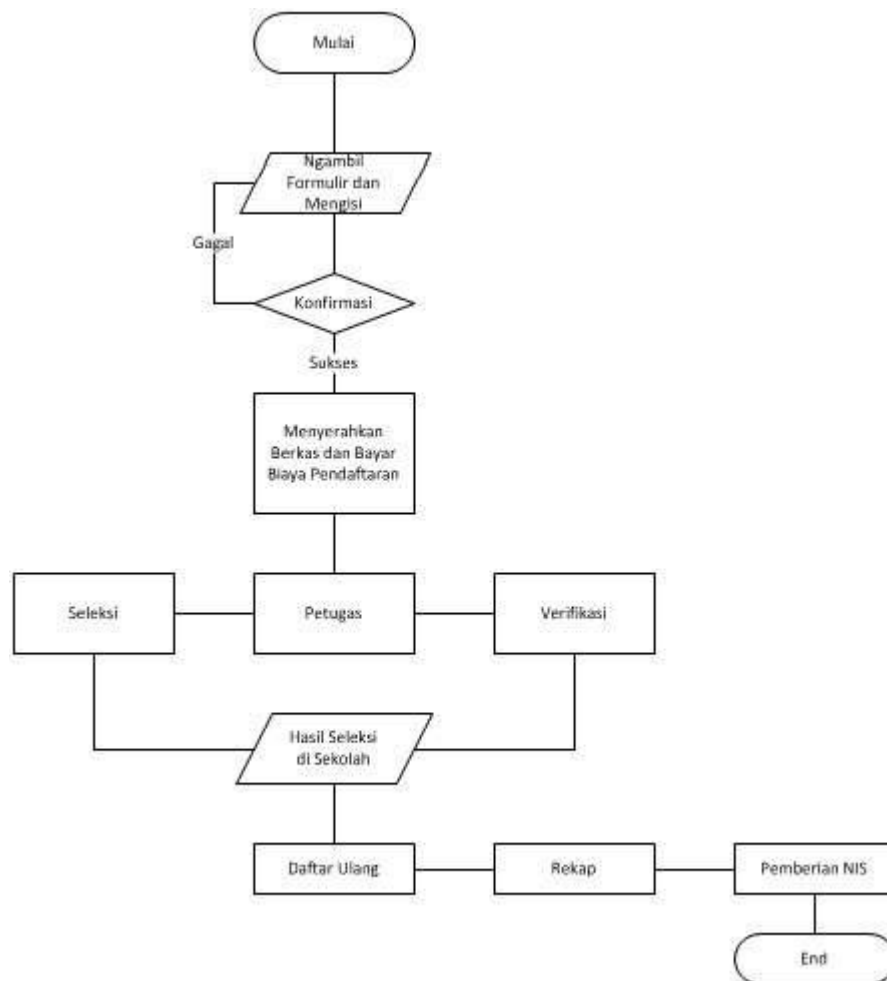 Mulai
Ngambil
Formulir dan
Mengisi
Gagal
Konfirmasi
Sukses
Menyerahkan
Berkas dan Bayar
Biaya Pendaftaran
Seleksi
Petugas
Verifikasi
Hasil Seleksi
di Sekolah
Daftar Ulang
Rekap
Pemberian NIS
End